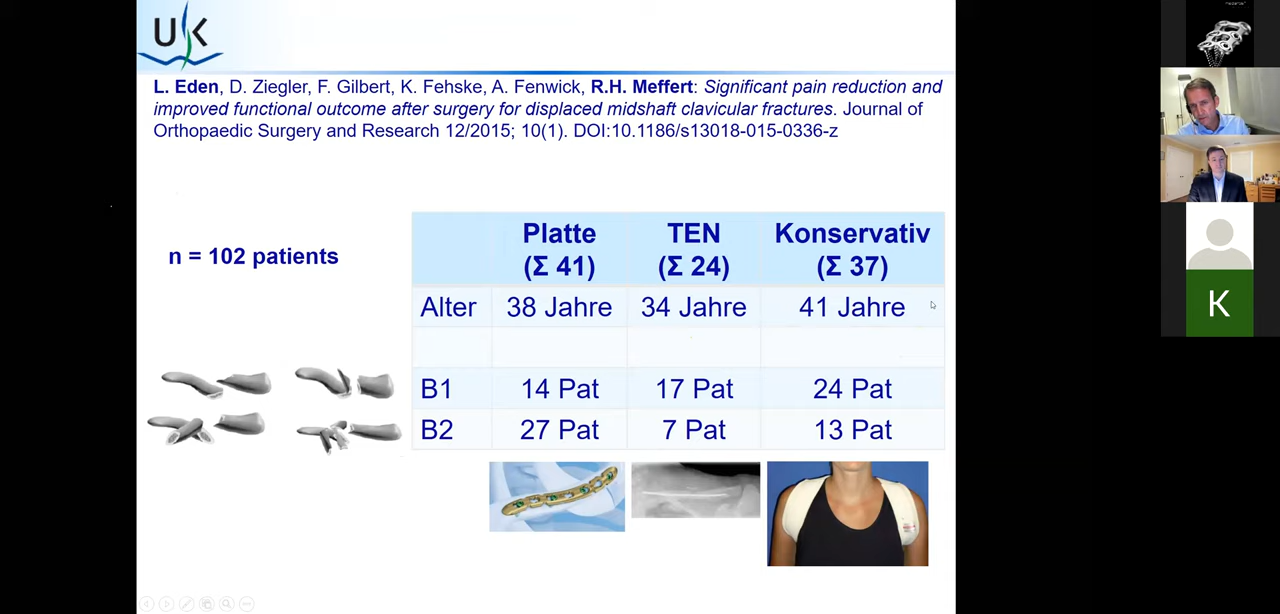 UK
L. Eden, D. Ziegler, F. Gilbert, K. Fehske, A. Fenwick, R.H. Meffert: Significant pain reduction and
improved functional outcome after surgery for displaced midshaft clavicular fractures. Journal of
Orthopaedic Surgery and Research 12/2015; 10(1). DOI:10.1186/s13018-015-0336-z
n = 102 patients
Platte TEN Konservativ
(Σ 41) (Σ 24) (Σ 37)
Alter 38 Jahre 34 Jahre 41 Jahre
B1 14 Pat 17 Pat 24 Pat
B2 27 Pat 7 Pat 13 Pat
K